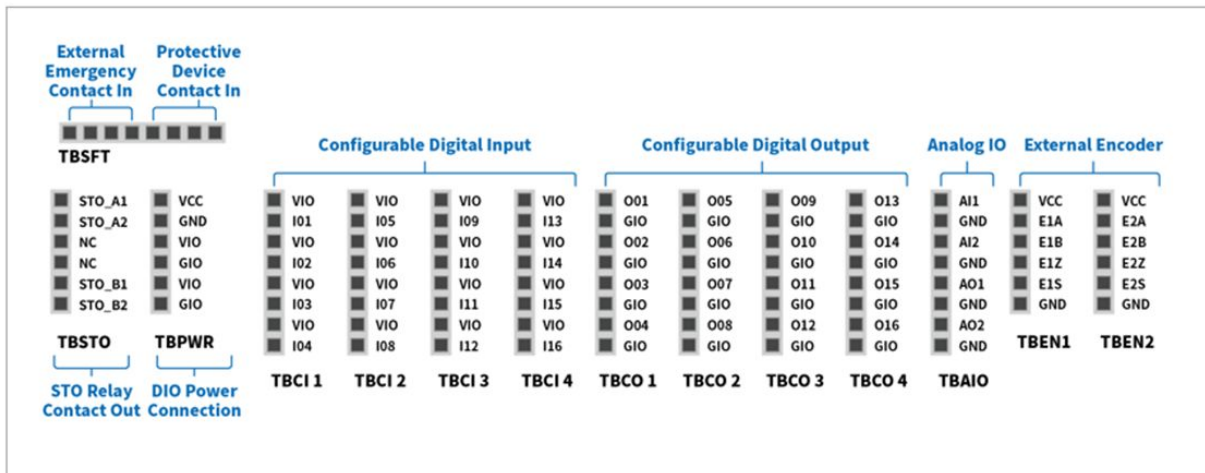 External
Emergency
Contact In
Protective
Device
Contact In
TBSFT
Configurable Digital Input
Configurable Digital Output
Analog IO
External Encoder
STO_A1
STO_A2
NC
NC
STO_B1
STO_B2
TBSTO
STO Relay
Contact Out
VCC
GND
VIO
GIO
VIO
GIO
TBPWR
DIO Power
Connection
VIO
I01
VIO
I02
VIO
I03
VIO
I04
TBCI 1
VIO
I05
VIO
I06
VIO
I07
VIO
I08
TBCI 2
VIO
I09
VIO
I10
VIO
I11
VIO
I12
TBCI 3
VIO
I13
VIO
I14
VIO
I15
VIO
I16
TBCI 4
O01
GIO
O02
GIO
O03
GIO
O04
GIO
TBCO 1
O05
GIO
O06
GIO
O07
GIO
O08
GIO
TBCO 2
O09
GIO
O10
GIO
O11
GIO
O12
GIO
TBCO 3
O13
GIO
O14
GIO
O15
GIO
O16
GIO
TBCO 4
AI1
GND
AI2
GND
AO1
GND
AO2
GND
TBAIO
VCC
E1A
E1B
E1Z
E1S
GND
TBEN1
VCC
E2A
E2B
E2Z
E2S
GND
TBEN2